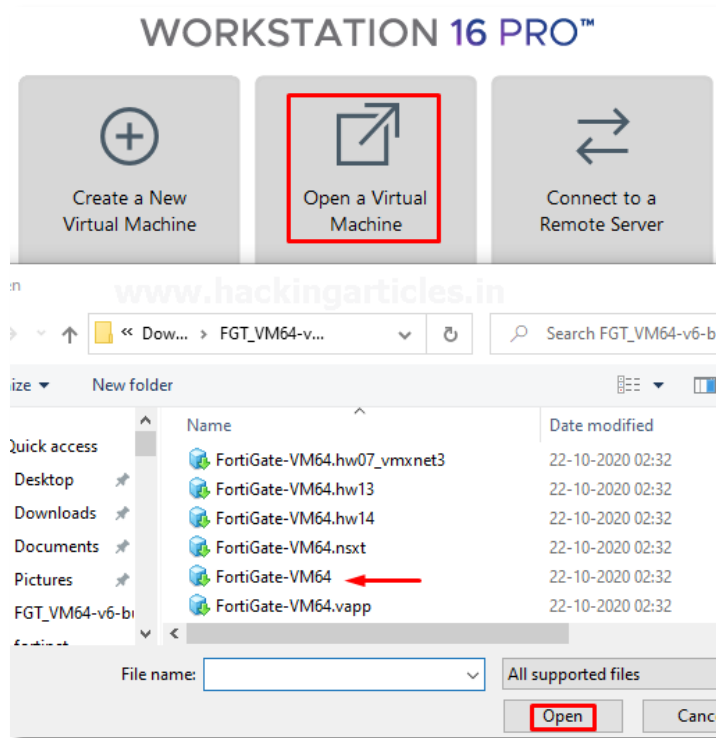 WORKSTATION 16 PRO™
Create a New
Virtual Machine
Open a Virtual
Machine
Connect to a
Remote Server
www.hackingarticles.in
« Dow... > FGT_VM64-v...
Search FGT_VM64-v6-b
New folder
Name
Date modified
Quick access
Desktop
Downloads
Documents
Pictures
FGT_VM64-v6-bu
FortiGate-VM64.hw07_vmxnet3 22-10-2020 02:32
FortiGate-VM64.hw13 22-10-2020 02:32
FortiGate-VM64.hw14 22-10-2020 02:32
FortiGate-VM64.nsxt 22-10-2020 02:32
FortiGate-VM64 22-10-2020 02:32
FortiGate-VM64.vapp 22-10-2020 02:32
File name:
All supported files
Open
Canc